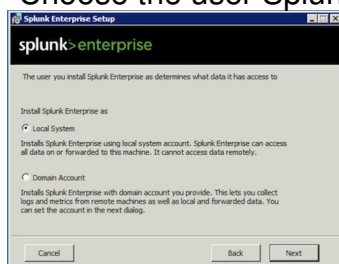 Choose the user Splun
Splunk Enterprise Setup
splunk>enterprise
The user you install Splunk Enterprise as determines what data it has access to
Install Splunk Enterprise as
Local System
Installs Splunk Enterprise using local system account. Splunk Enterprise can access
all data on or forwarded to this machine. It cannot access data remotely.
Domain Account
Installs Splunk Enterprise with domain account you provide. This lets you collect
logs and metrics from remote machines as well as local and forwarded data. You
can set the account in the next dialog.
Cancel Back Next